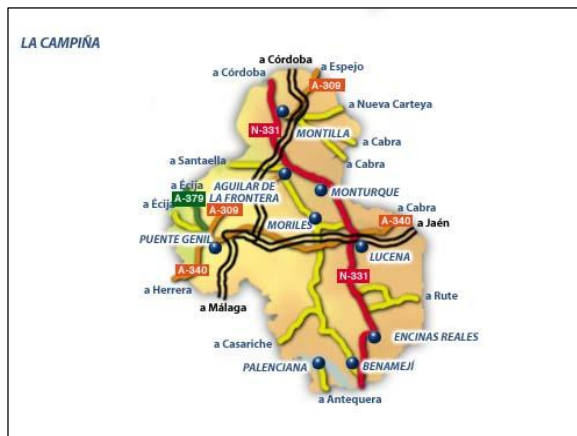 LA CAMPIÑA
a Córdoba
a Espejo
a Córdoba
A-309
a Nueva Carteya
N-331
MONTILLA
a Cabra
a Cabra
a Santaella
AGUILAR DE
LA FRONTERA
MONTURQUE
a Écija
A-379
a Écija
A-309
MORILES
a Cabra
A-340
a Jaén
PUENTE GENIL
LUCENA
A-340
N-331
a Herrera
a Málaga
a Rute
ENCINAS REALES
a Casariche
PALENCIANA
BENAMEJÍ
a Antequera